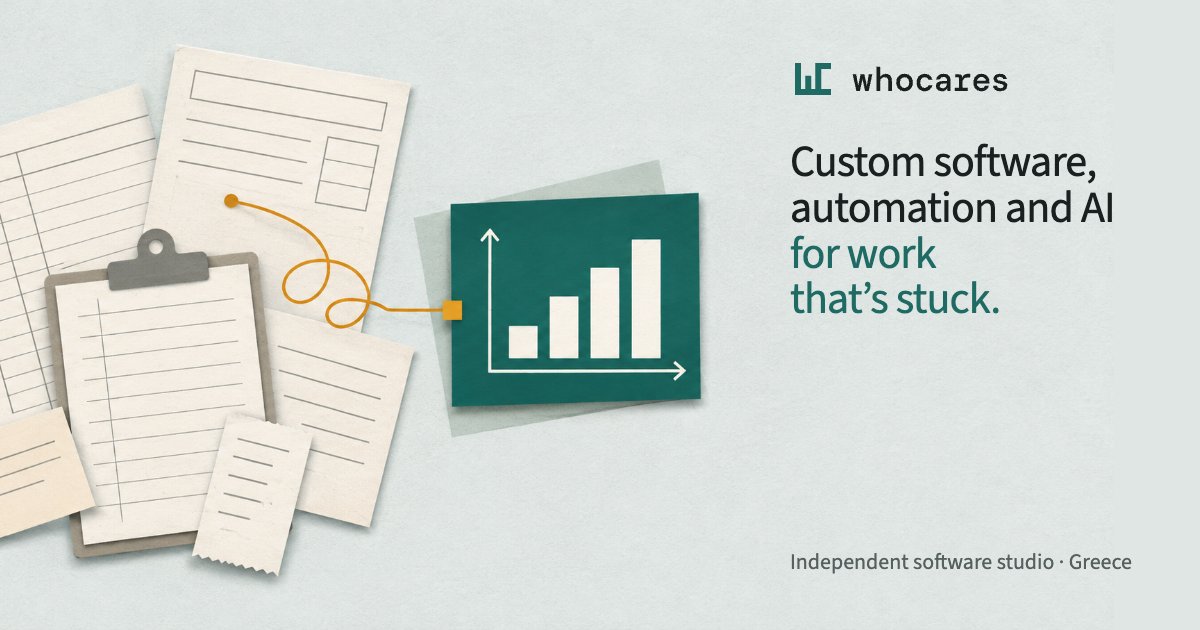 whocares
Custom software,
automation and AI
for work
that’s stuck.
Independent software studio · Greece